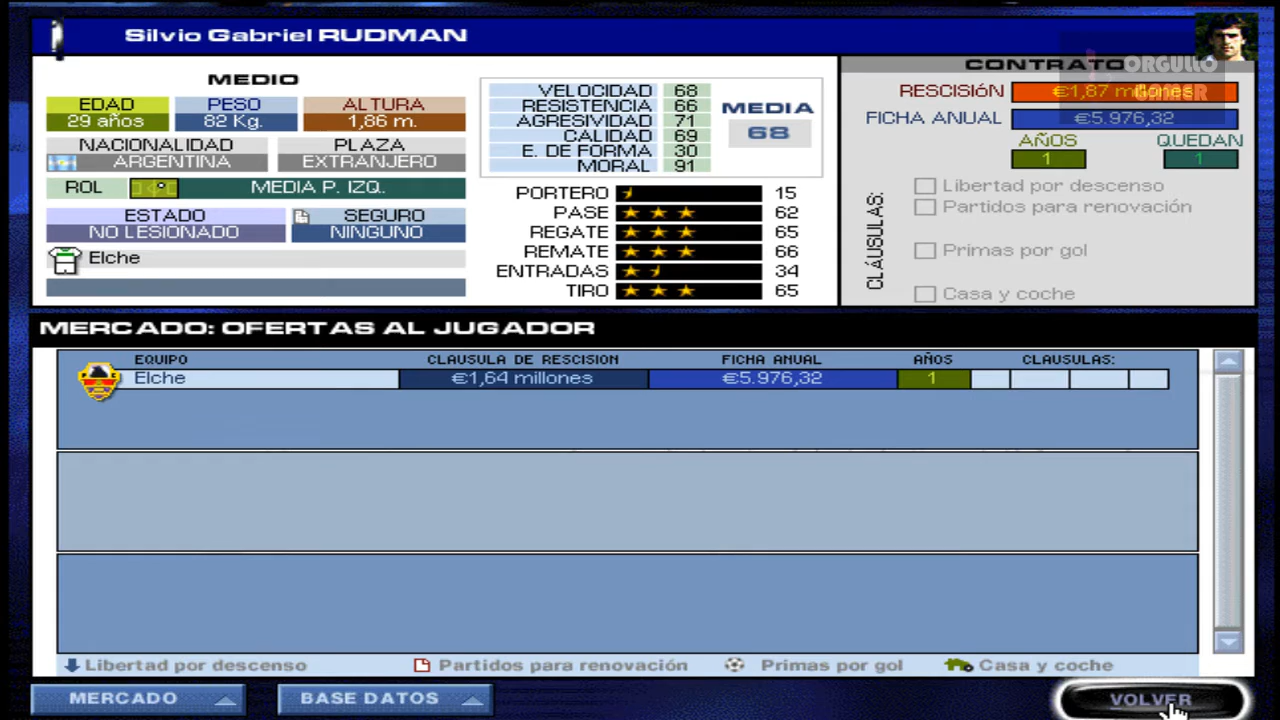 Silvio Gabriel RUDMAN
MEDIO
EDAD PESO ALTURA
29 años 82 Kg. 1,86 m.
NACIONALIDAD PLAZA
ARGENTINA EXTRANJERO
ROL MEDIA P. IZQ.
ESTADO SEGURO
NO LESIONADO NINGUNO
Elche
VELOCIDAD 68
RESISTENCIA 66
AGRESIVIDAD 71
CALIDAD 69
E. DE FORMA 30
MORAL 91
MEDIA
68
PORTERO 15
PASE 62
REGATE 65
REMATE 66
ENTRADAS 34
TIRO 65
CONTRATO
ORGULLO
GAMER
RESCISIóN €1,87 millones
FICHA ANUAL €5.976,32
AÑOS QUEDAN
1 1
CLÁUSULAS:
Libertad por descenso
Partidos para renovación
Primas por gol
Casa y coche
MERCADO: OFERTAS AL JUGADOR
EQUIPO CLAUSULA DE RESCISION FICHA ANUAL AÑOS CLAUSULAS:
Elche €1,64 millones €5.976,32 1
Libertad por descenso Partidos para renovación Primas por gol Casa y coche
MERCADO BASE DATOS VOLVER